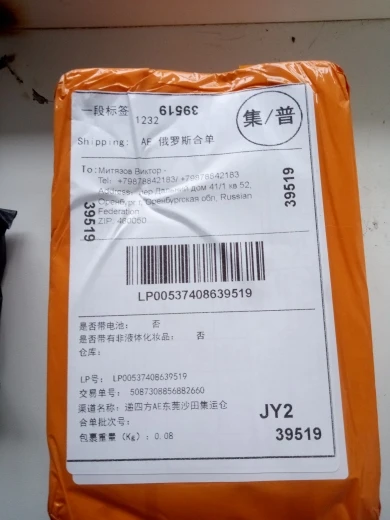 一段标签
1232
39519
集/普
Shipping: AE 俄罗斯合单
To: Митязов Виктор -
Tel: +79878842183/ +79878842183
Address: дом 41/1 кв 52,
Оренбург г, Оренбургская обл, Russian
Federation
ZIP: 460050
39519
39519
LP00537408639519
是否带电池: 否
是否带有非液体化妆品: 否
仓库:
LP号: LP00537408639519
交易单号: 5087308856882660
渠道名称: 递四方AE东莞沙田集运仓
合单批次号:
包裹重量 (Kg): 0.08
JY2
39519